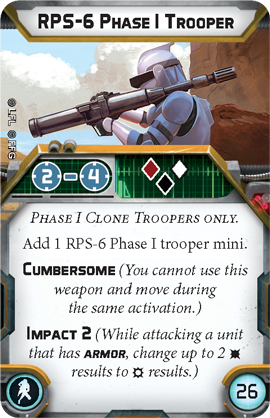 RPS-6 PHASE I TROOPER
© LFL © FFG
2-4
PHASE I CLONE TROOPERS ONLY.
Add 1 RPS-6 Phase I trooper mini.
CUMBERSOME (You cannot use this
weapon and move during
the same activation.)
IMPACT 2 (While attacking a unit
that has ARMOR, change up to 2
results to results.)
26